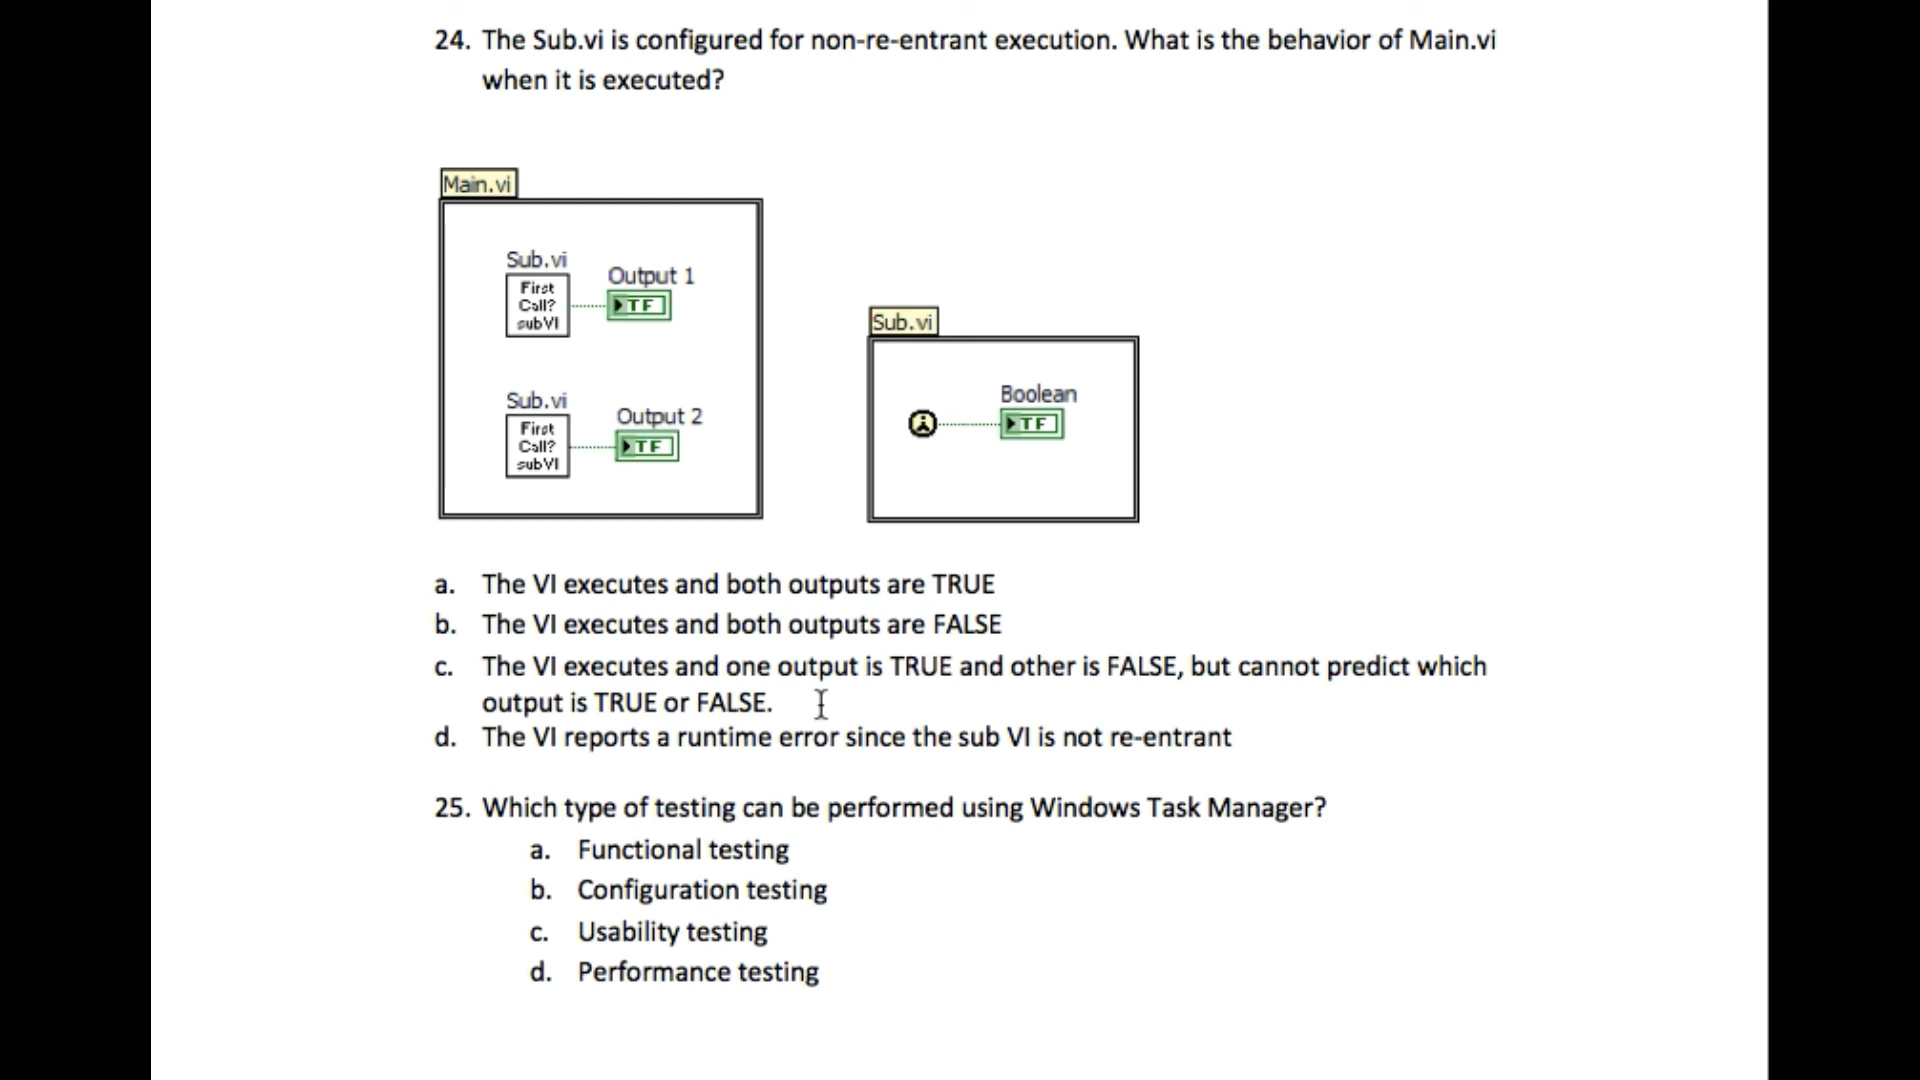 24. The Sub.vi is configured for non-re-entrant execution. What is the behavior of Main.vi
when it is executed?
Main.vi
Sub.vi
Output 1
First
Call?
subVI
TF
Sub.vi
Output 2
First
Call?
subVI
TF
Sub.vi
Boolean
TF
a. The VI executes and both outputs are TRUE
b. The VI executes and both outputs are FALSE
c. The VI executes and one output is TRUE and other is FALSE, but cannot predict which
output is TRUE or FALSE.
d. The VI reports a runtime error since the sub VI is not re-entrant
25. Which type of testing can be performed using Windows Task Manager?
a. Functional testing
b. Configuration testing
c. Usability testing
d. Performance testing